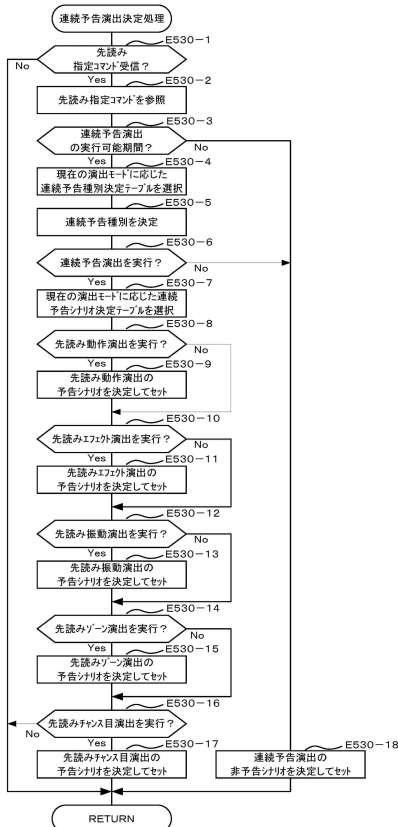 連続予告演出決定処理
E530-1
先読み
指定コマンド受信？
No
Yes
E530-2
先読み指定コマンドを参照
E530-3
連続予告演出
の実行可能期間？
No
Yes
E530-4
現在の演出モードに応じた
連続予告種別決定テーブルを選択
E530-5
連続予告種別を決定
E530-6
連続予告演出を実行？
No
Yes
E530-7
現在の演出モードに応じた連続
予告シナリオ決定テーブルを選択
E530-8
先読み動作演出を実行？
No
Yes
E530-9
先読み動作演出の
予告シナリオを決定してセット
E530-10
先読みエフェクト演出を実行？
No
Yes
E530-11
先読みエフェクト演出の
予告シナリオを決定してセット
E530-12
先読み振動演出を実行？
No
Yes
E530-13
先読み振動演出の
予告シナリオを決定してセット
E530-14
先読みゾーン演出を実行？
No
Yes
E530-15
先読みゾーン演出の
予告シナリオを決定してセット
E530-16
先読みチャンス目演出を実行？
No
Yes
E530-17
先読みチャンス目演出の
予告シナリオを決定してセット
E530-18
連続予告演出の
非予告シナリオを決定してセット
RETURN